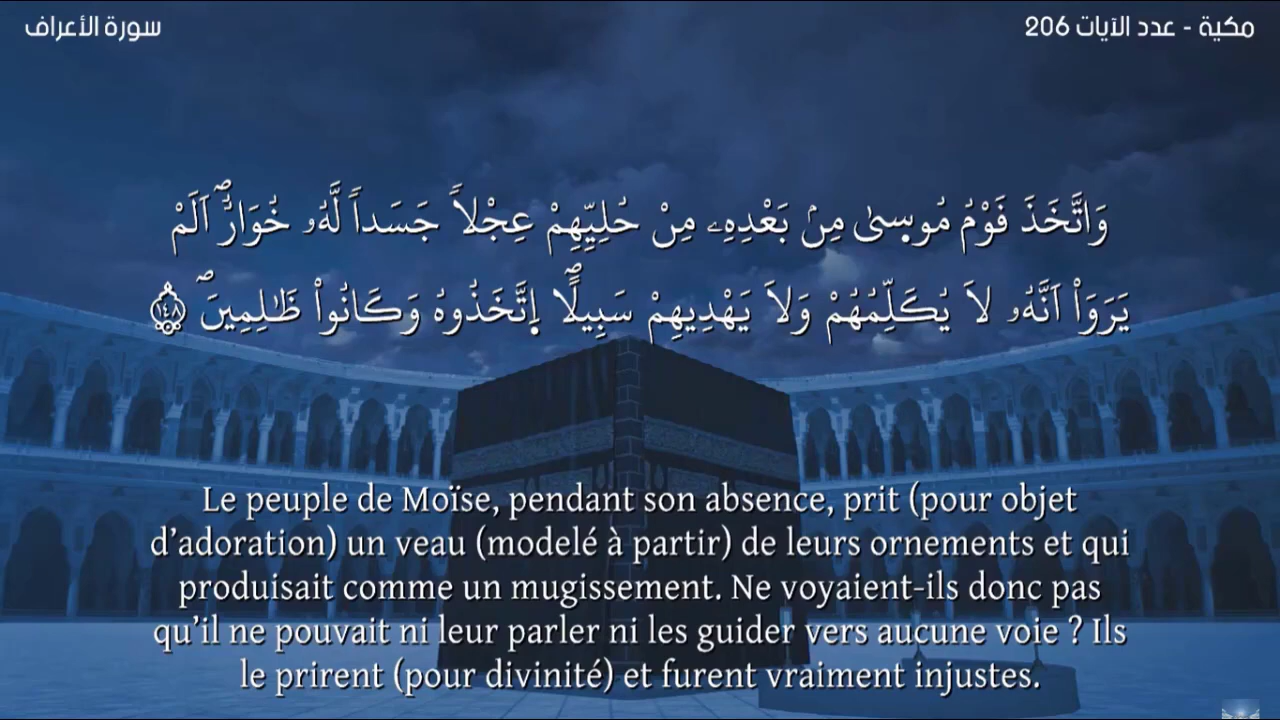 سورة الأعراف
مكية - عدد الآيات 206
وَاتَّخَذَ قَوْمُ مُوسىٰ مِنۢ بَعْدِهِۦ مِنْ حُلِيِّهِمْ عِجْلاً جَسَداً لَّهُۥ خُوَارٌۖ اَلَمْ
يَرَوَاْ اَنَّهُۥ لَا يُكَلِّمُهُمْ وَلَا يَهْدِيهِمْ سَبِيلًاۖ اِتَّخَذُوهُ وَكَانُواْ ظَٰلِمِينَۖ ١٤٨
Le peuple de Moïse, pendant son absence, prit (pour objet
d’adoration) un veau (modelé à partir) de leurs ornements et qui
produisait comme un mugissement. Ne voyaient-ils donc pas
qu’il ne pouvait ni leur parler ni les guider vers aucune voie ? Ils
le prirent (pour divinité) et furent vraiment injustes.